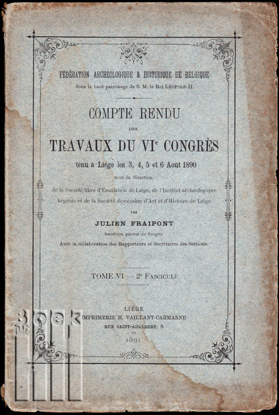 FÉDÉRATION ARCHÉOLOGIQUE & HISTORIQUE DE BELGIQUE
Sous le haut patronage de S. M. le Roi LÉOPOLD II.
COMPTE RENDU
DES
TRAVAUX DU VIe CONGRÈS
tenu à Liége les 3, 4, 5 et 6 Août 1890
sous la direction
de la Société libre d'Émulation de Liége, de l'Institut archéologique
liégeois et de la Société diocésaine d'Art et d'Histoire de Liége
PAR
JULIEN FRAIPONT
Secrétaire général du Congrès
Avec la collaboration des Rapporteurs et Secrétaires des Sections.
TOME VI — 2e FASCICULE
LIÉGE
IMPRIMERIE H. VAILLANT-CARMANNE
RUE SAINT-ADALBERT, 8
1891
BOOK